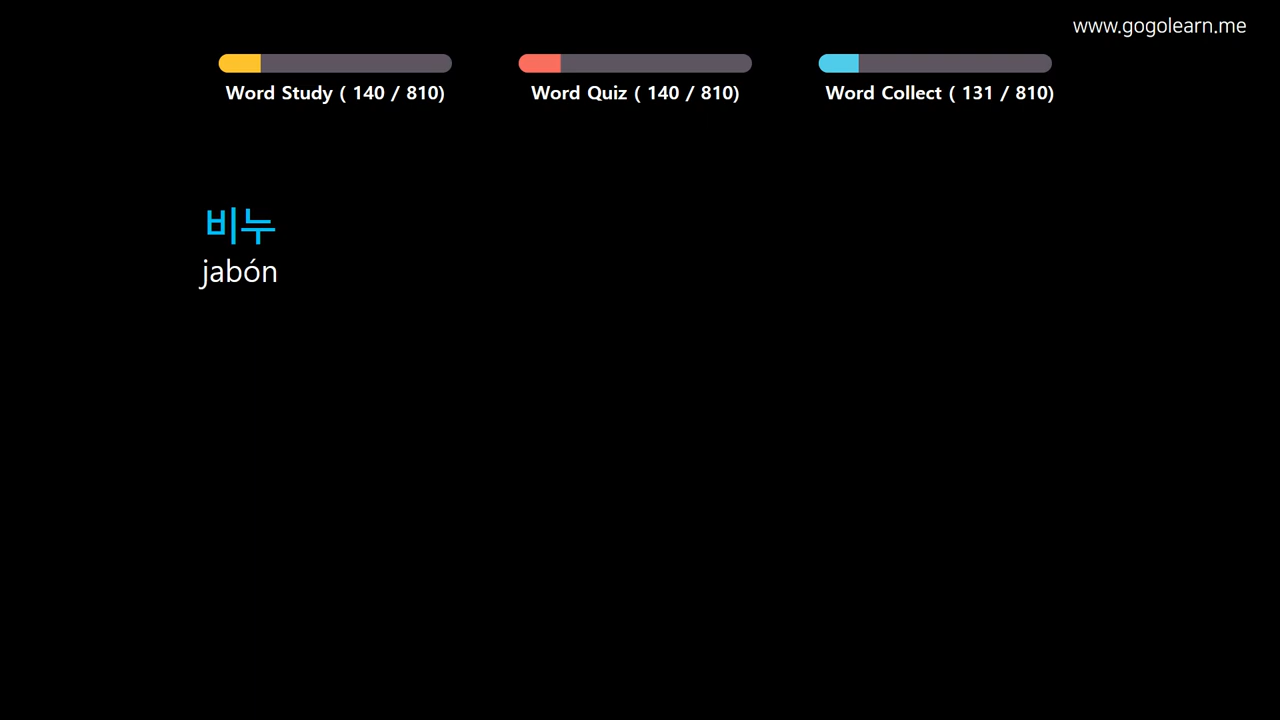 www.gogolearn.me
Word Study ( 140 / 810)
Word Quiz ( 140 / 810)
Word Collect ( 131 / 810)
비누
jabón